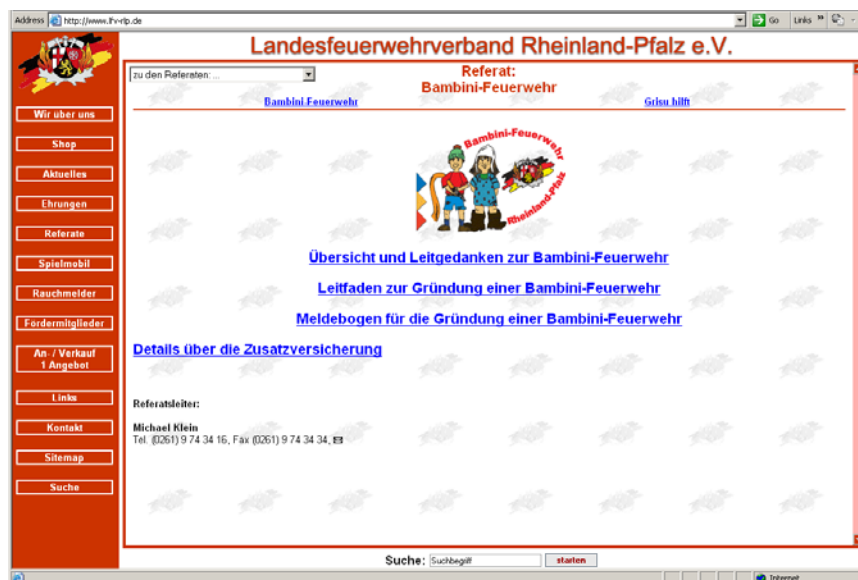 Address http://www.lfv-rlp.de
Go Links »
Landesfeuerwehrverband Rheinland-Pfalz e.V.
zu den Referaten: ...
Referat:
Bambini-Feuerwehr
Bambini Feuerwehr
Grisu hilft
Wir über uns
Shop
Aktuelles
Ehrungen
Referate
Spielmobil
Rauchmelder
Fördermitglieder
An- / Verkauf
1 Angebot
Links
Kontakt
Sitemap
Suche
Bambini-Feuerwehr
Rheinland-Pfalz
Übersicht und Leitgedanken zur Bambini-Feuerwehr
Leitfaden zur Gründung einer Bambini-Feuerwehr
Meldebogen für die Gründung einer Bambini-Feuerwehr
Details über die Zusatzversicherung
Referatsleiter:
Michael Klein
Tel. (0261) 9 74 34 16, Fax (0261) 9 74 34 34,
Suche: Suchbegriff starten
Internet